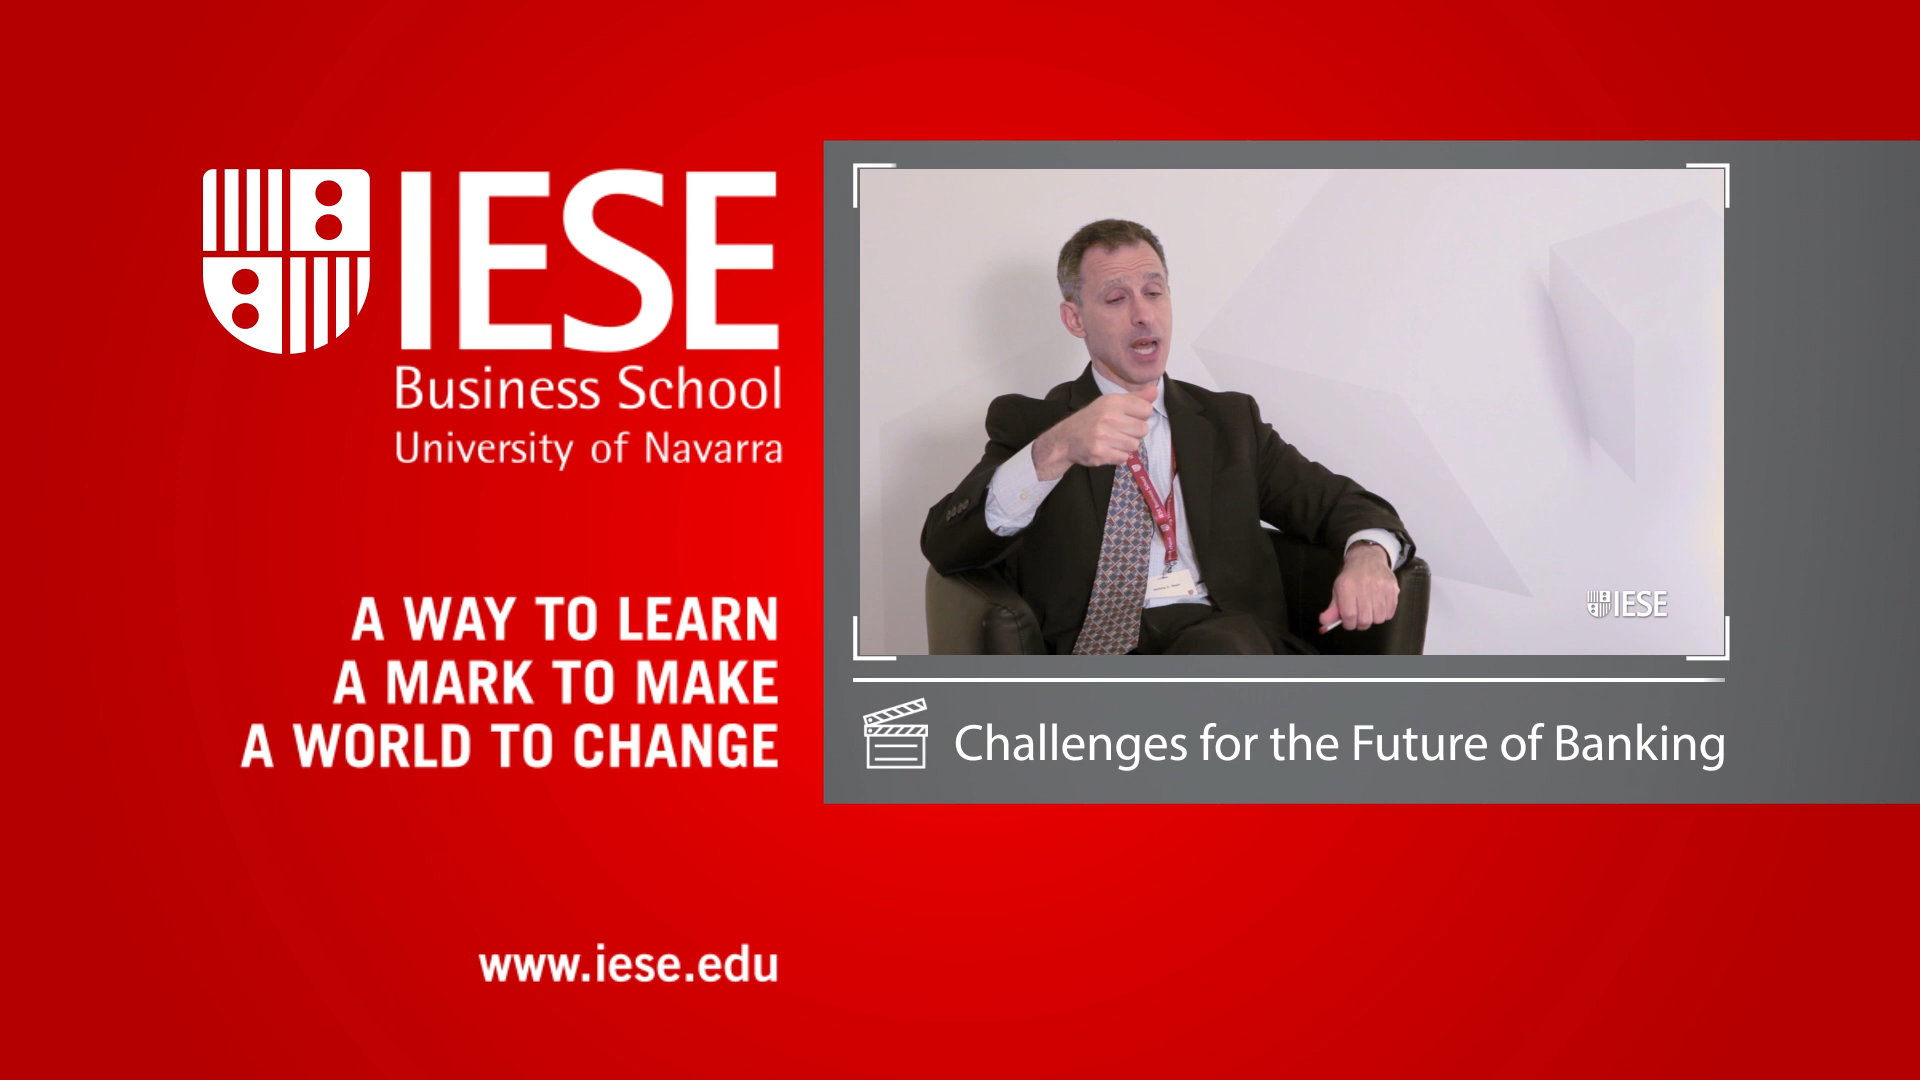 IESE
Business School
University of Navarra
A WAY TO LEARN
A MARK TO MAKE
A WORLD TO CHANGE
www.iese.edu
IESE
Challenges for the Future of Banking